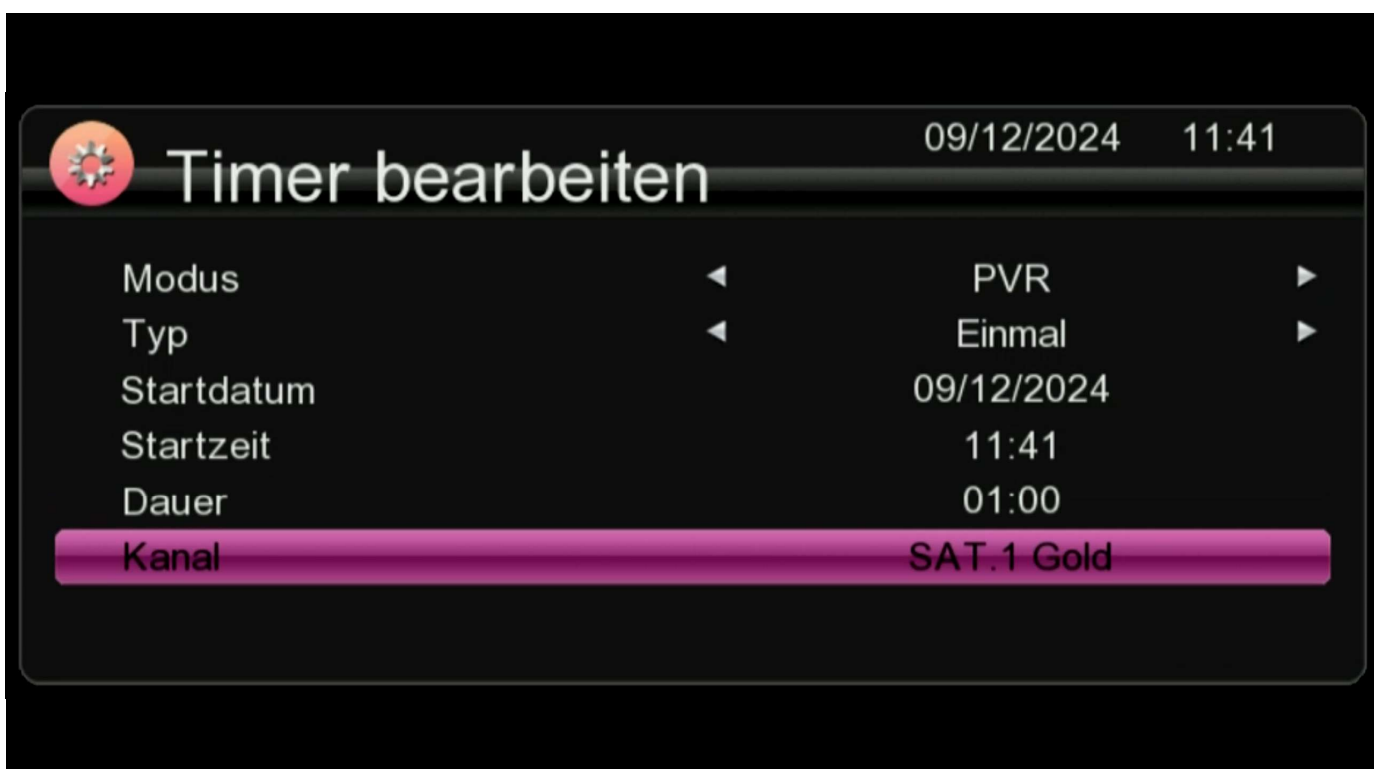 09/12/2024 11:41
Timer bearbeiten
Modus PVR
Typ Einmal
Startdatum 09/12/2024
Startzeit 11:41
Dauer 01:00
Kanal SAT.1 Gold